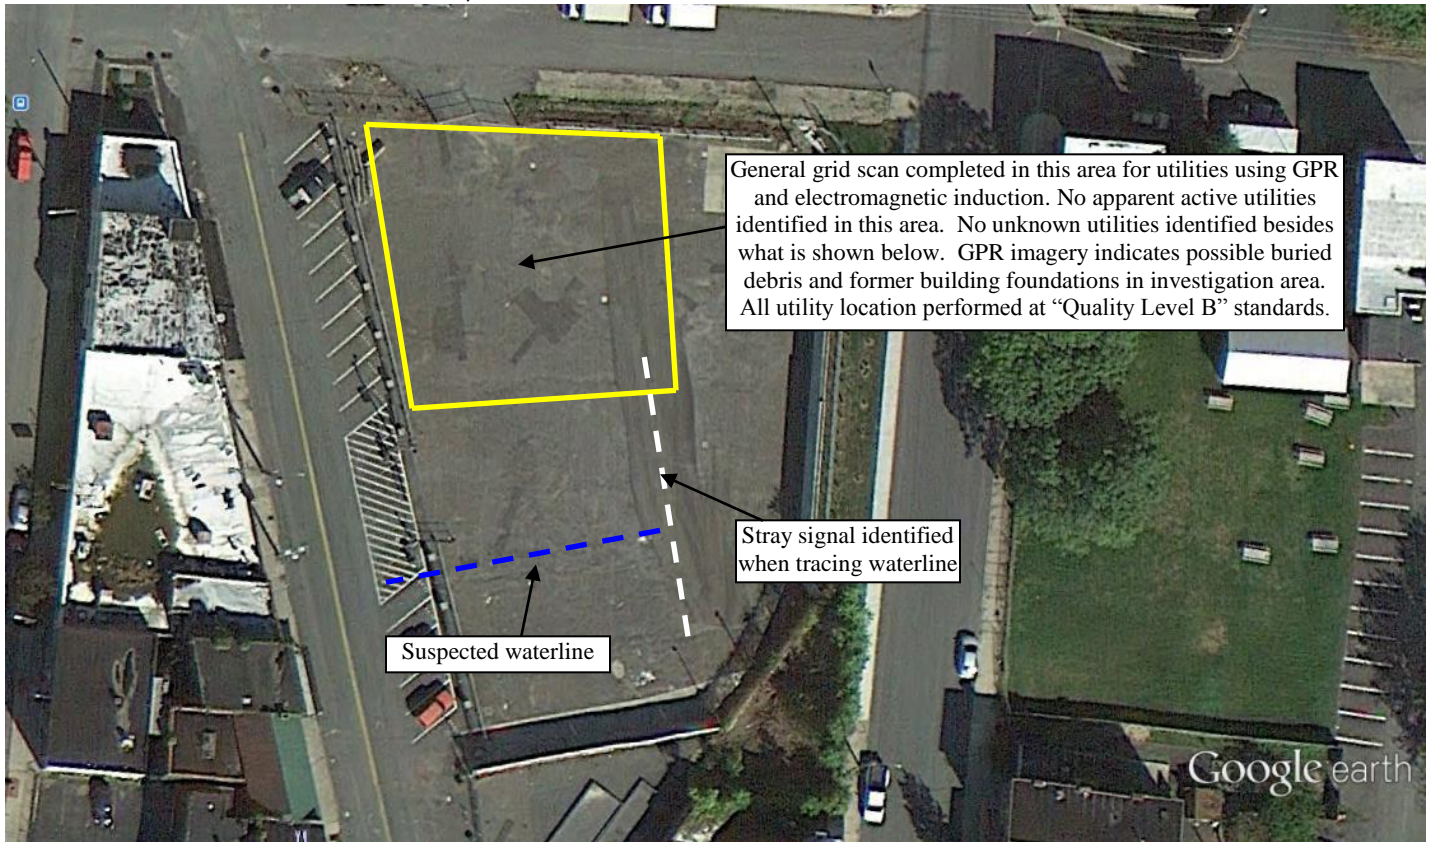 General grid scan completed in this area for utilities using GPR
and electromagnetic induction. No apparent active utilities
identified in this area.  No unknown utilities identified besides
what is shown below.  GPR imagery indicates possible buried
debris and former building foundations in investigation area.
All utility location performed at “Quality Level B” standards.
Stray signal identified
when tracing waterline
Suspected waterline
Google earth